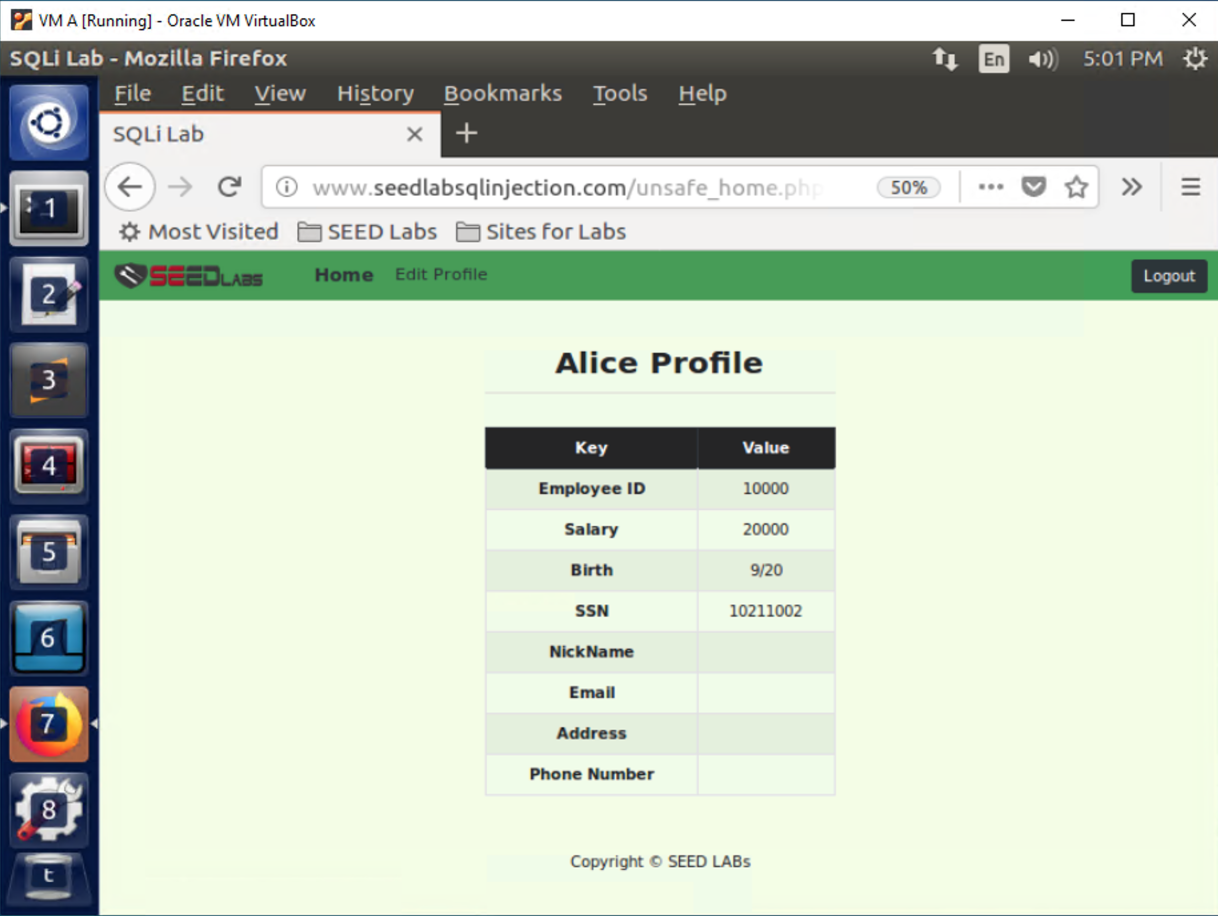 VM A [Running] - Oracle VM VirtualBox
SQLi Lab - Mozilla Firefox En 5:01 PM
File Edit View History Bookmarks Tools Help
SQLi Lab
www.seedlabsqlinjection.com/unsafe_home.php 50%
Most Visited SEED Labs Sites for Labs
SEEDLABS Home Edit Profile Logout
1
2
3
4
5
6
7
8
t
Alice Profile
Key Value
Employee ID 10000
Salary 20000
Birth 9/20
SSN 10211002
NickName
Email
Address
Phone Number
Copyright © SEED LABs